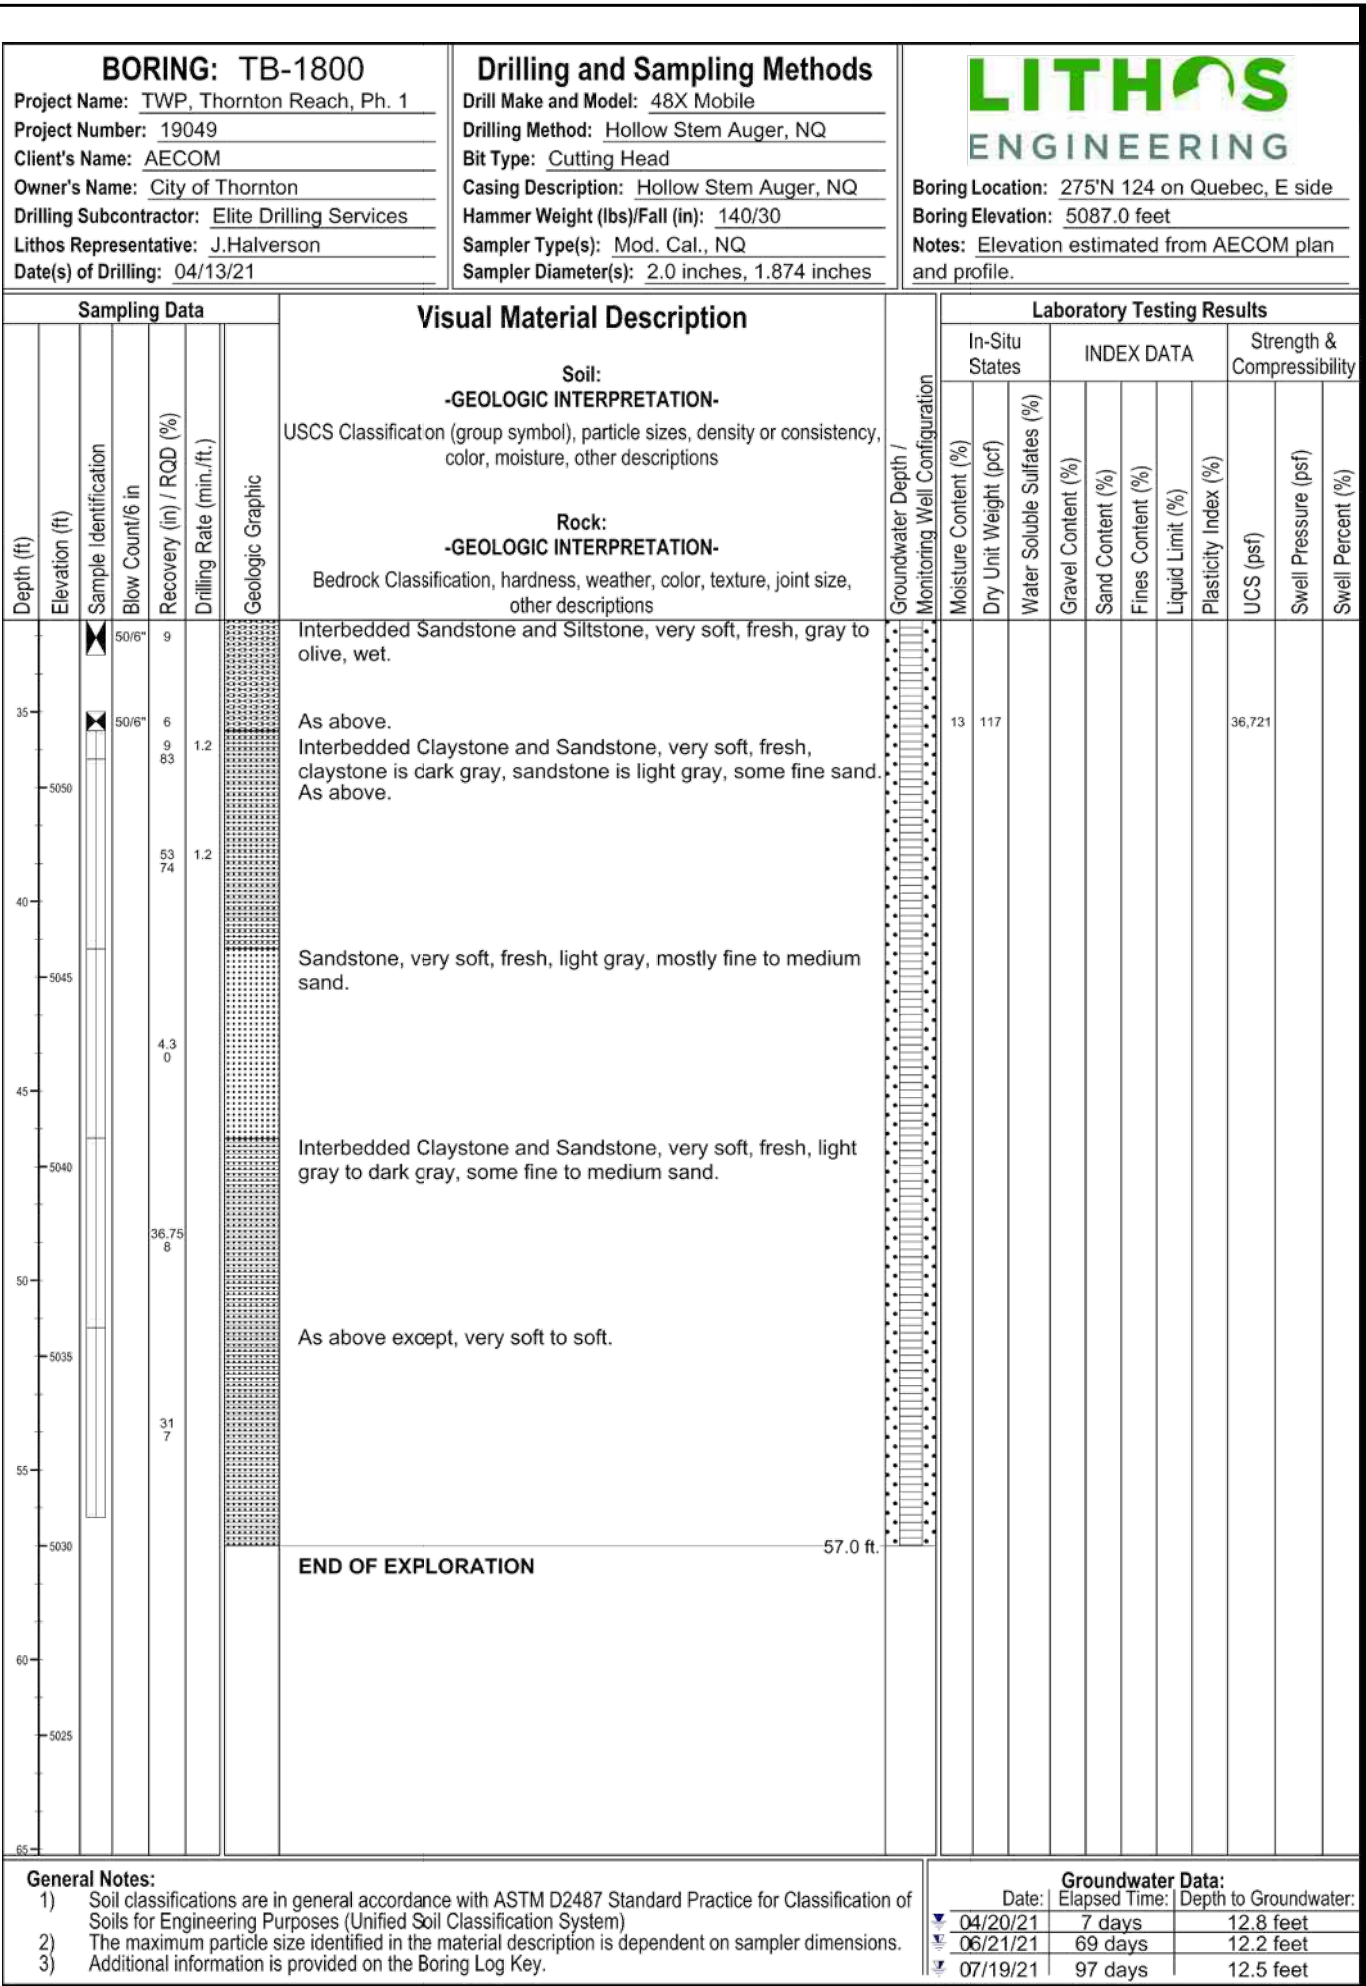 BORING: TB-1800
Project Name: TWP, Thornton Reach, Ph. 1
Project Number: 19049
Client's Name: AECOM
Owner's Name: City of Thornton
Drilling Subcontractor: Elite Drilling Services
Lithos Representative: J.Halverson
Date(s) of Drilling: 04/13/21
Drilling and Sampling Methods
Drill Make and Model: 48X Mobile
Drilling Method: Hollow Stem Auger, NQ
Bit Type: Cutting Head
Casing Description: Hollow Stem Auger, NQ
Hammer Weight (lbs)/Fall (in): 140/30
Sampler Type(s): Mod. Cal., NQ
Sampler Diameter(s): 2.0 inches, 1.874 inches
LITHOS
ENGINEERING
Boring Location: 275'N 124 on Quebec, E side
Boring Elevation: 5087.0 feet
Notes: Elevation estimated from AECOM plan
and profile.
Sampling Data
Depth (ft)
Elevation (ft)
Sample Identification
Blow Count/6 in
Recovery (in) / RQD (%)
Drilling Rate (min./ft.)
Geologic Graphic
Visual Material Description
Soil:
-GEOLOGIC INTERPRETATION-
USCS Classification (group symbol), particle sizes, density or consistency,
color, moisture, other descriptions
Rock:
-GEOLOGIC INTERPRETATION-
Bedrock Classification, hardness, weather, color, texture, joint size,
other descriptions
Groundwater Depth /
Monitoring Well Configuration
Laboratory Testing Results
In-Situ
States
INDEX DATA
Strength &
Compressibility
Moisture Content (%)
Dry Unit Weight (pcf)
Water Soluble Sulfates (%)
Gravel Content (%)
Sand Content (%)
Fines Content (%)
Liquid Limit (%)
Plasticity Index (%)
UCS (psf)
Swell Pressure (psf)
Swell Percent (%)
50/6" 9 Interbedded Sandstone and Siltstone, very soft, fresh, gray to
olive, wet.
35 50/6" 6 As above. 13 117 36,721
9 1.2 Interbedded Claystone and Sandstone, very soft, fresh,
83
claystone is dark gray, sandstone is light gray, some fine sand.
5050 As above.
53 1.2
74
40
Sandstone, very soft, fresh, light gray, mostly fine to medium
5045 sand.
4.3
0
45
Interbedded Claystone and Sandstone, very soft, fresh, light
5040 gray to dark gray, some fine to medium sand.
36.75
8
50
As above except, very soft to soft.
5035
31
7
55
5030 57.0 ft.
END OF EXPLORATION
60
5025
65
General Notes:
1) Soil classifications are in general accordance with ASTM D2487 Standard Practice for Classification of
Soils for Engineering Purposes (Unified Soil Classification System)
2) The maximum particle size identified in the material description is dependent on sampler dimensions.
3) Additional information is provided on the Boring Log Key.
Groundwater Data:
Date: Elapsed Time: Depth to Groundwater:
04/20/21 7 days 12.8 feet
06/21/21 69 days 12.2 feet
07/19/21 97 days 12.5 feet